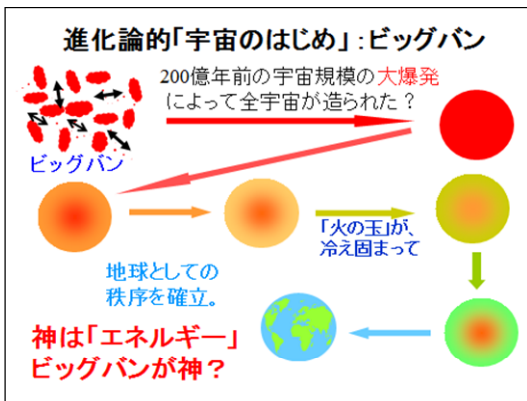 進化論的「宇宙のはじめ」:ビッグバン
200億年前の宇宙規模の大爆発
によって全宇宙が造られた?
ビッグバン
「火の玉」が、
冷え固まって
地球としての
秩序を確立。
神は「エネルギー」
ビッグバンが神?